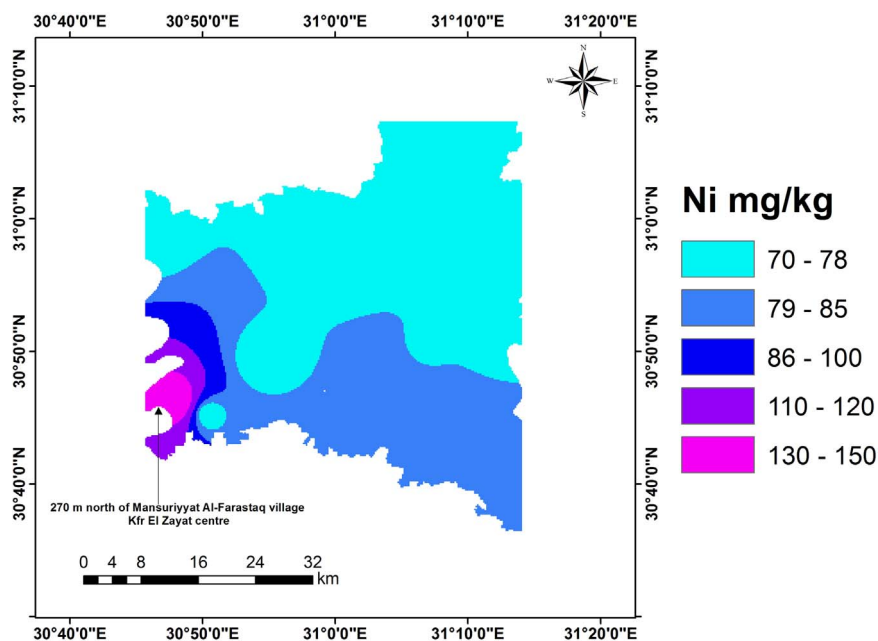 30°40'0"E 30°50'0"E 31°0'0"E 31°10'0"E 31°20'0"E
31°10'0"N 31°10'0"N
N
W E
S
31°0'0"N 31°0'0"N
Ni mg/kg
70 - 78
79 - 85
86 - 100
110 - 120
130 - 150
30°50'0"N 30°50'0"N
30°40'0"N 30°40'0"N
270 m north of Mansuriyyat Al-Farastaq village
Kfr El Zayat centre
0 4 8 16 24 32
km
30°40'0"E 30°50'0"E 31°0'0"E 31°10'0"E 31°20'0"E